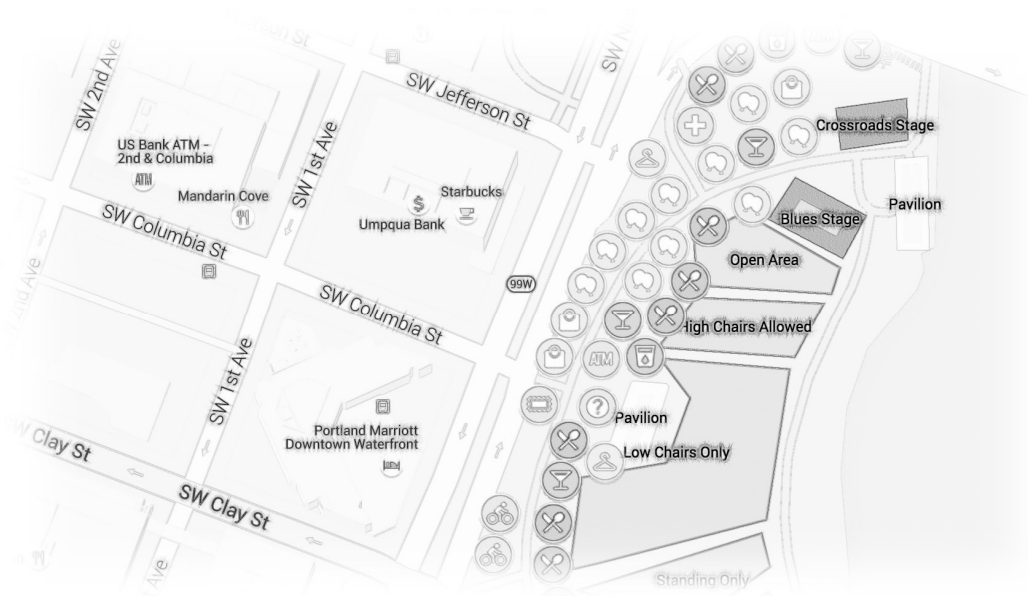 SW 2nd Ave
SW Jefferson St
Crossroads Stage
US Bank ATM -
2nd & Columbia
ATM
SW 1st Ave
Mandarin Cove
Starbucks
$
Umpqua Bank
Pavilion
Blues Stage
SW Columbia St
Open Area
99W
SW Columbia St
High Chairs Allowed
ATM
SW 1st Ave
?
Pavilion
Portland Marriott
Downtown Waterfront
Low Chairs Only
Clay St
SW Clay St
Standing Only
Ave